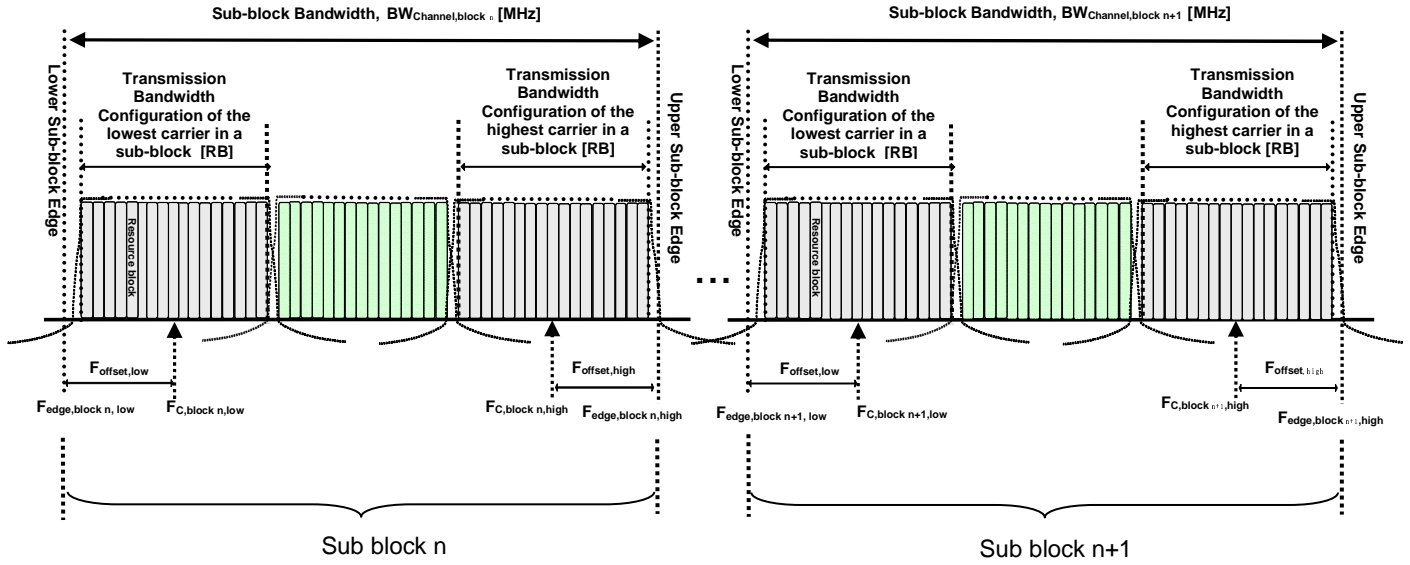 Sub-block Bandwidth, BWChannel,block n [MHz]
Lower Sub-block Edge
Transmission
Bandwidth
Configuration of the
lowest carrier in a
sub-block [RB]
Transmission
Bandwidth
Configuration of the
highest carrier in a
sub-block [RB]
Upper Sub-block Edge
Resource block
Foffset,low
Foffset,high
Fedge,block n, low
FC,block n,low
FC,block n,high
Fedge,block n,high
Sub block n
...
Sub-block Bandwidth, BWChannel,block n+1 [MHz]
Lower Sub-block Edge
Transmission
Bandwidth
Configuration of the
lowest carrier in a
sub-block [RB]
Transmission
Bandwidth
Configuration of the
highest carrier in a
sub-block [RB]
Upper Sub-block Edge
Resource block
Foffset,low
Foffset,high
Fedge,block n+1, low
FC,block n+1,low
FC,block n+1,high
Fedge,block n+1,high
Sub block n+1